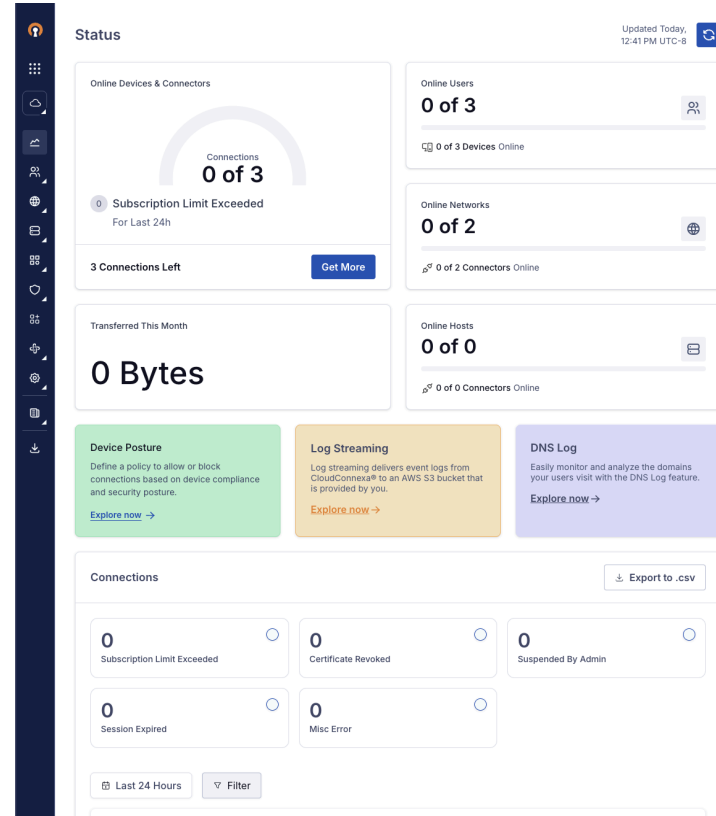 Status
Updated Today,
12:41 PM UTC-8
Online Devices & Connectors
Connections
0 of 3
0 Subscription Limit Exceeded
For Last 24h
3 Connections Left
Get More
Online Users
0 of 3
0 of 3 Devices Online
Online Networks
0 of 2
0 of 2 Connectors Online
Transferred This Month
0 Bytes
Online Hosts
0 of 0
0 of 0 Connectors Online
Device Posture
Define a policy to allow or block
connections based on device compliance
and security posture.
Explore now →
Log Streaming
Log streaming delivers event logs from
CloudConnexa® to an AWS S3 bucket that
is provided by you.
Explore now →
DNS Log
Easily monitor and analyze the domains
your users visit with the DNS Log feature.
Explore now →
Connections
Export to .csv
0
Subscription Limit Exceeded
0
Certificate Revoked
0
Suspended By Admin
0
Session Expired
0
Misc Error
Last 24 Hours
Filter